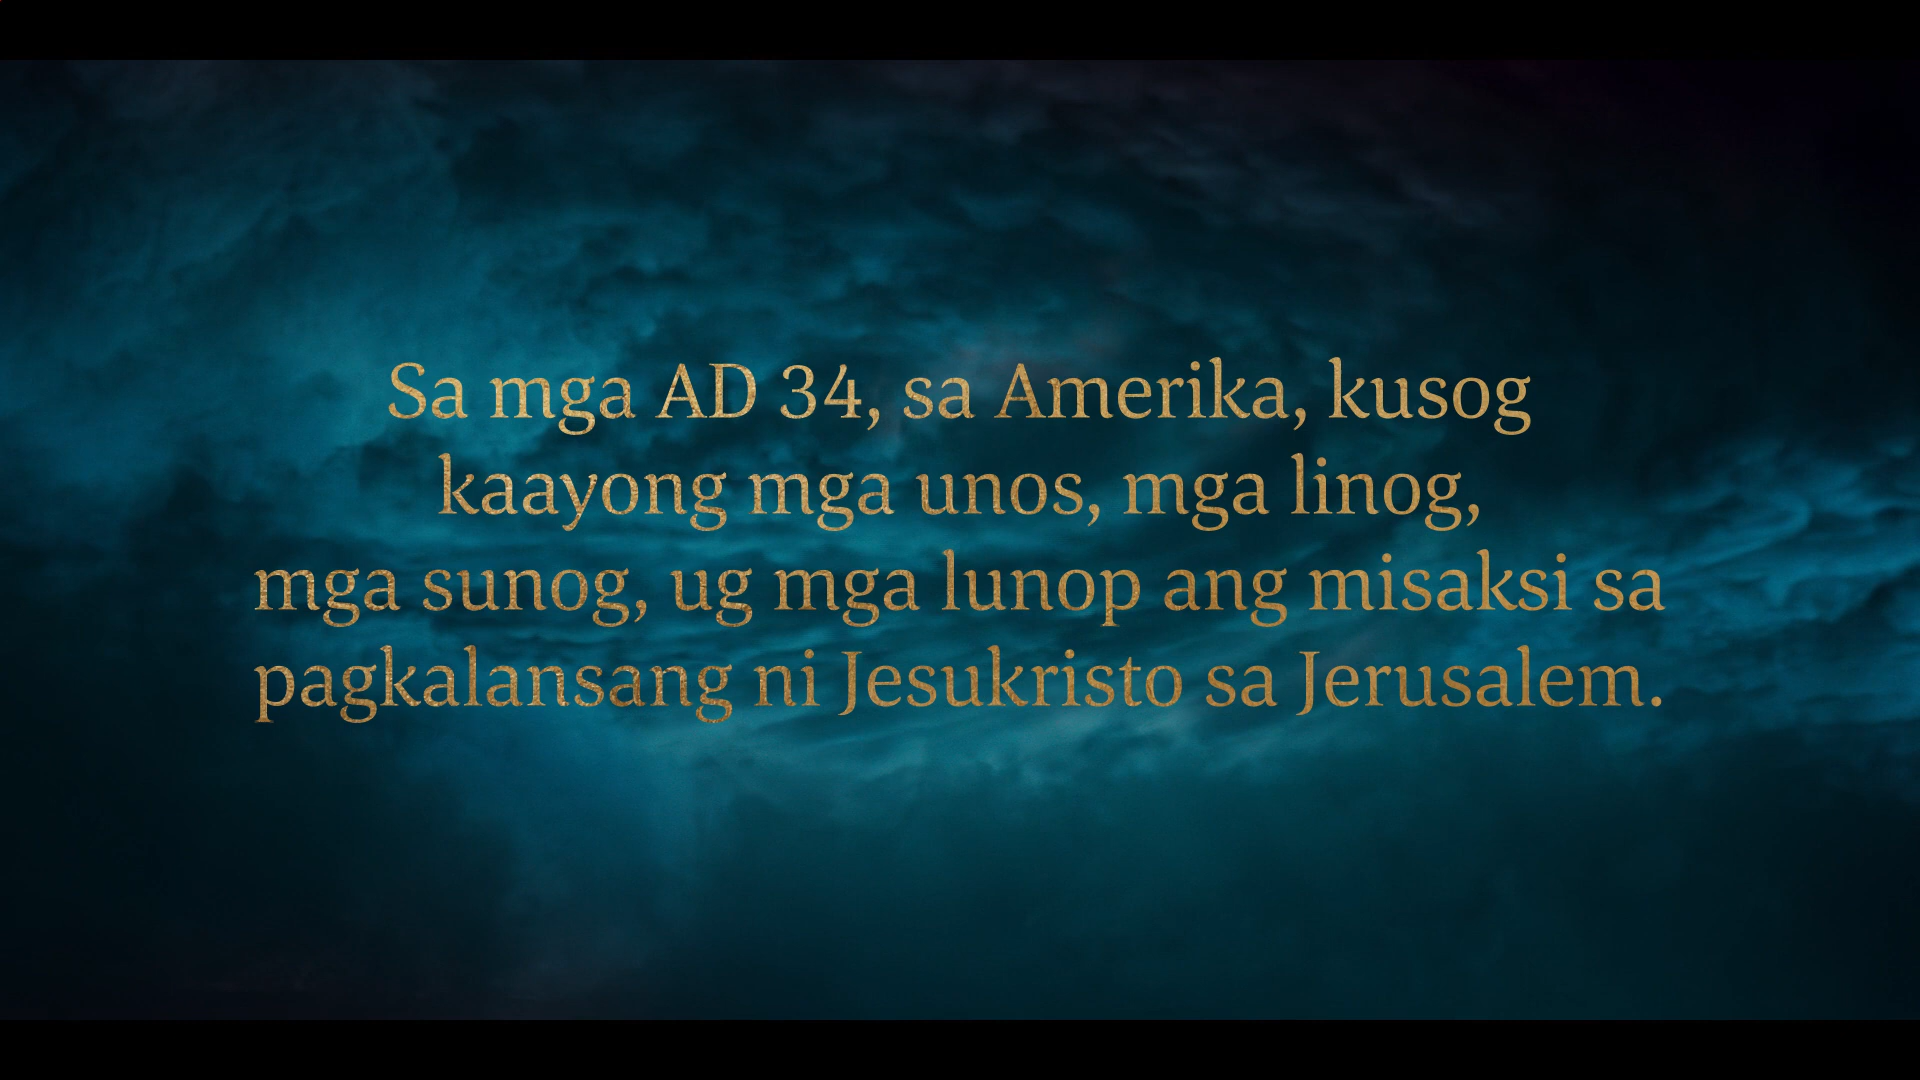 Sa mga AD 34, sa Amerika, kusog
kaayong mga unos, mga linog,
mga sunog, ug mga lunop ang misaksi sa
pagkalansang ni Jesukristo sa Jerusalem.